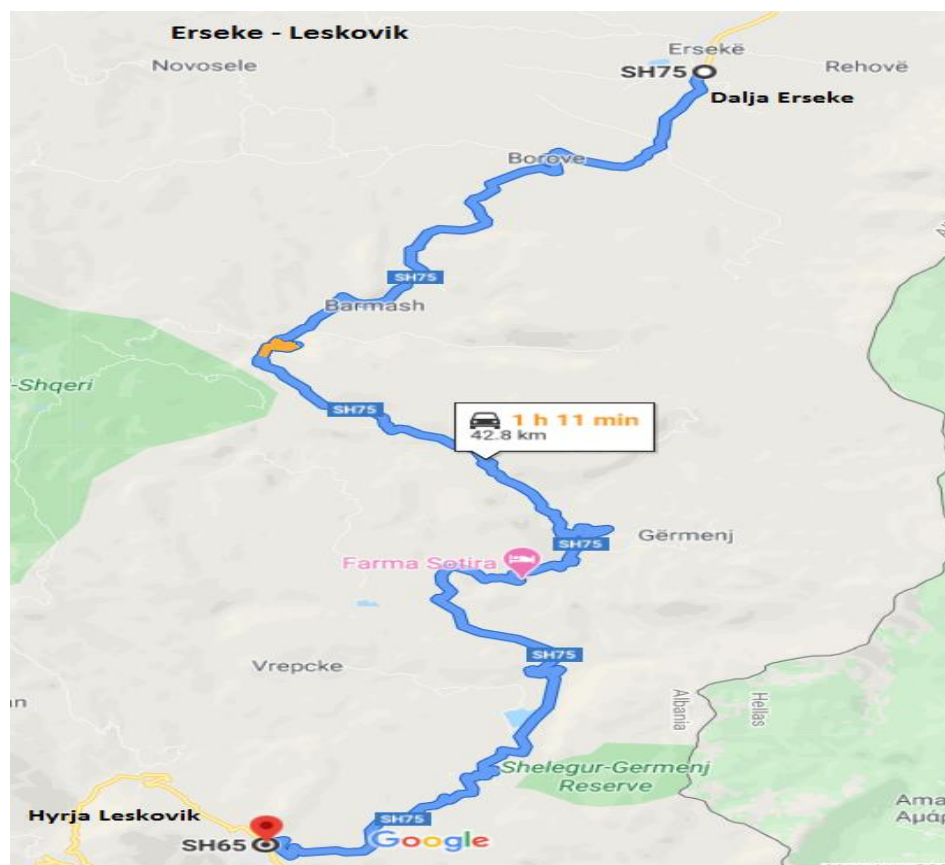 Erseke - Leskovik
Ersekë
Novosele
SH75
Rehovë
Dalja Erseke
Borove
SH75
Barmash
-Shqeri
SH75
1 h 11 min
42.8 km
SH75
Gërmenj
Farma Sotira
SH75
Vrepcke
Albania
Hellas
Shelegur-Germenj
Reserve
Hyrja Leskovik
SH75
Google
SH65